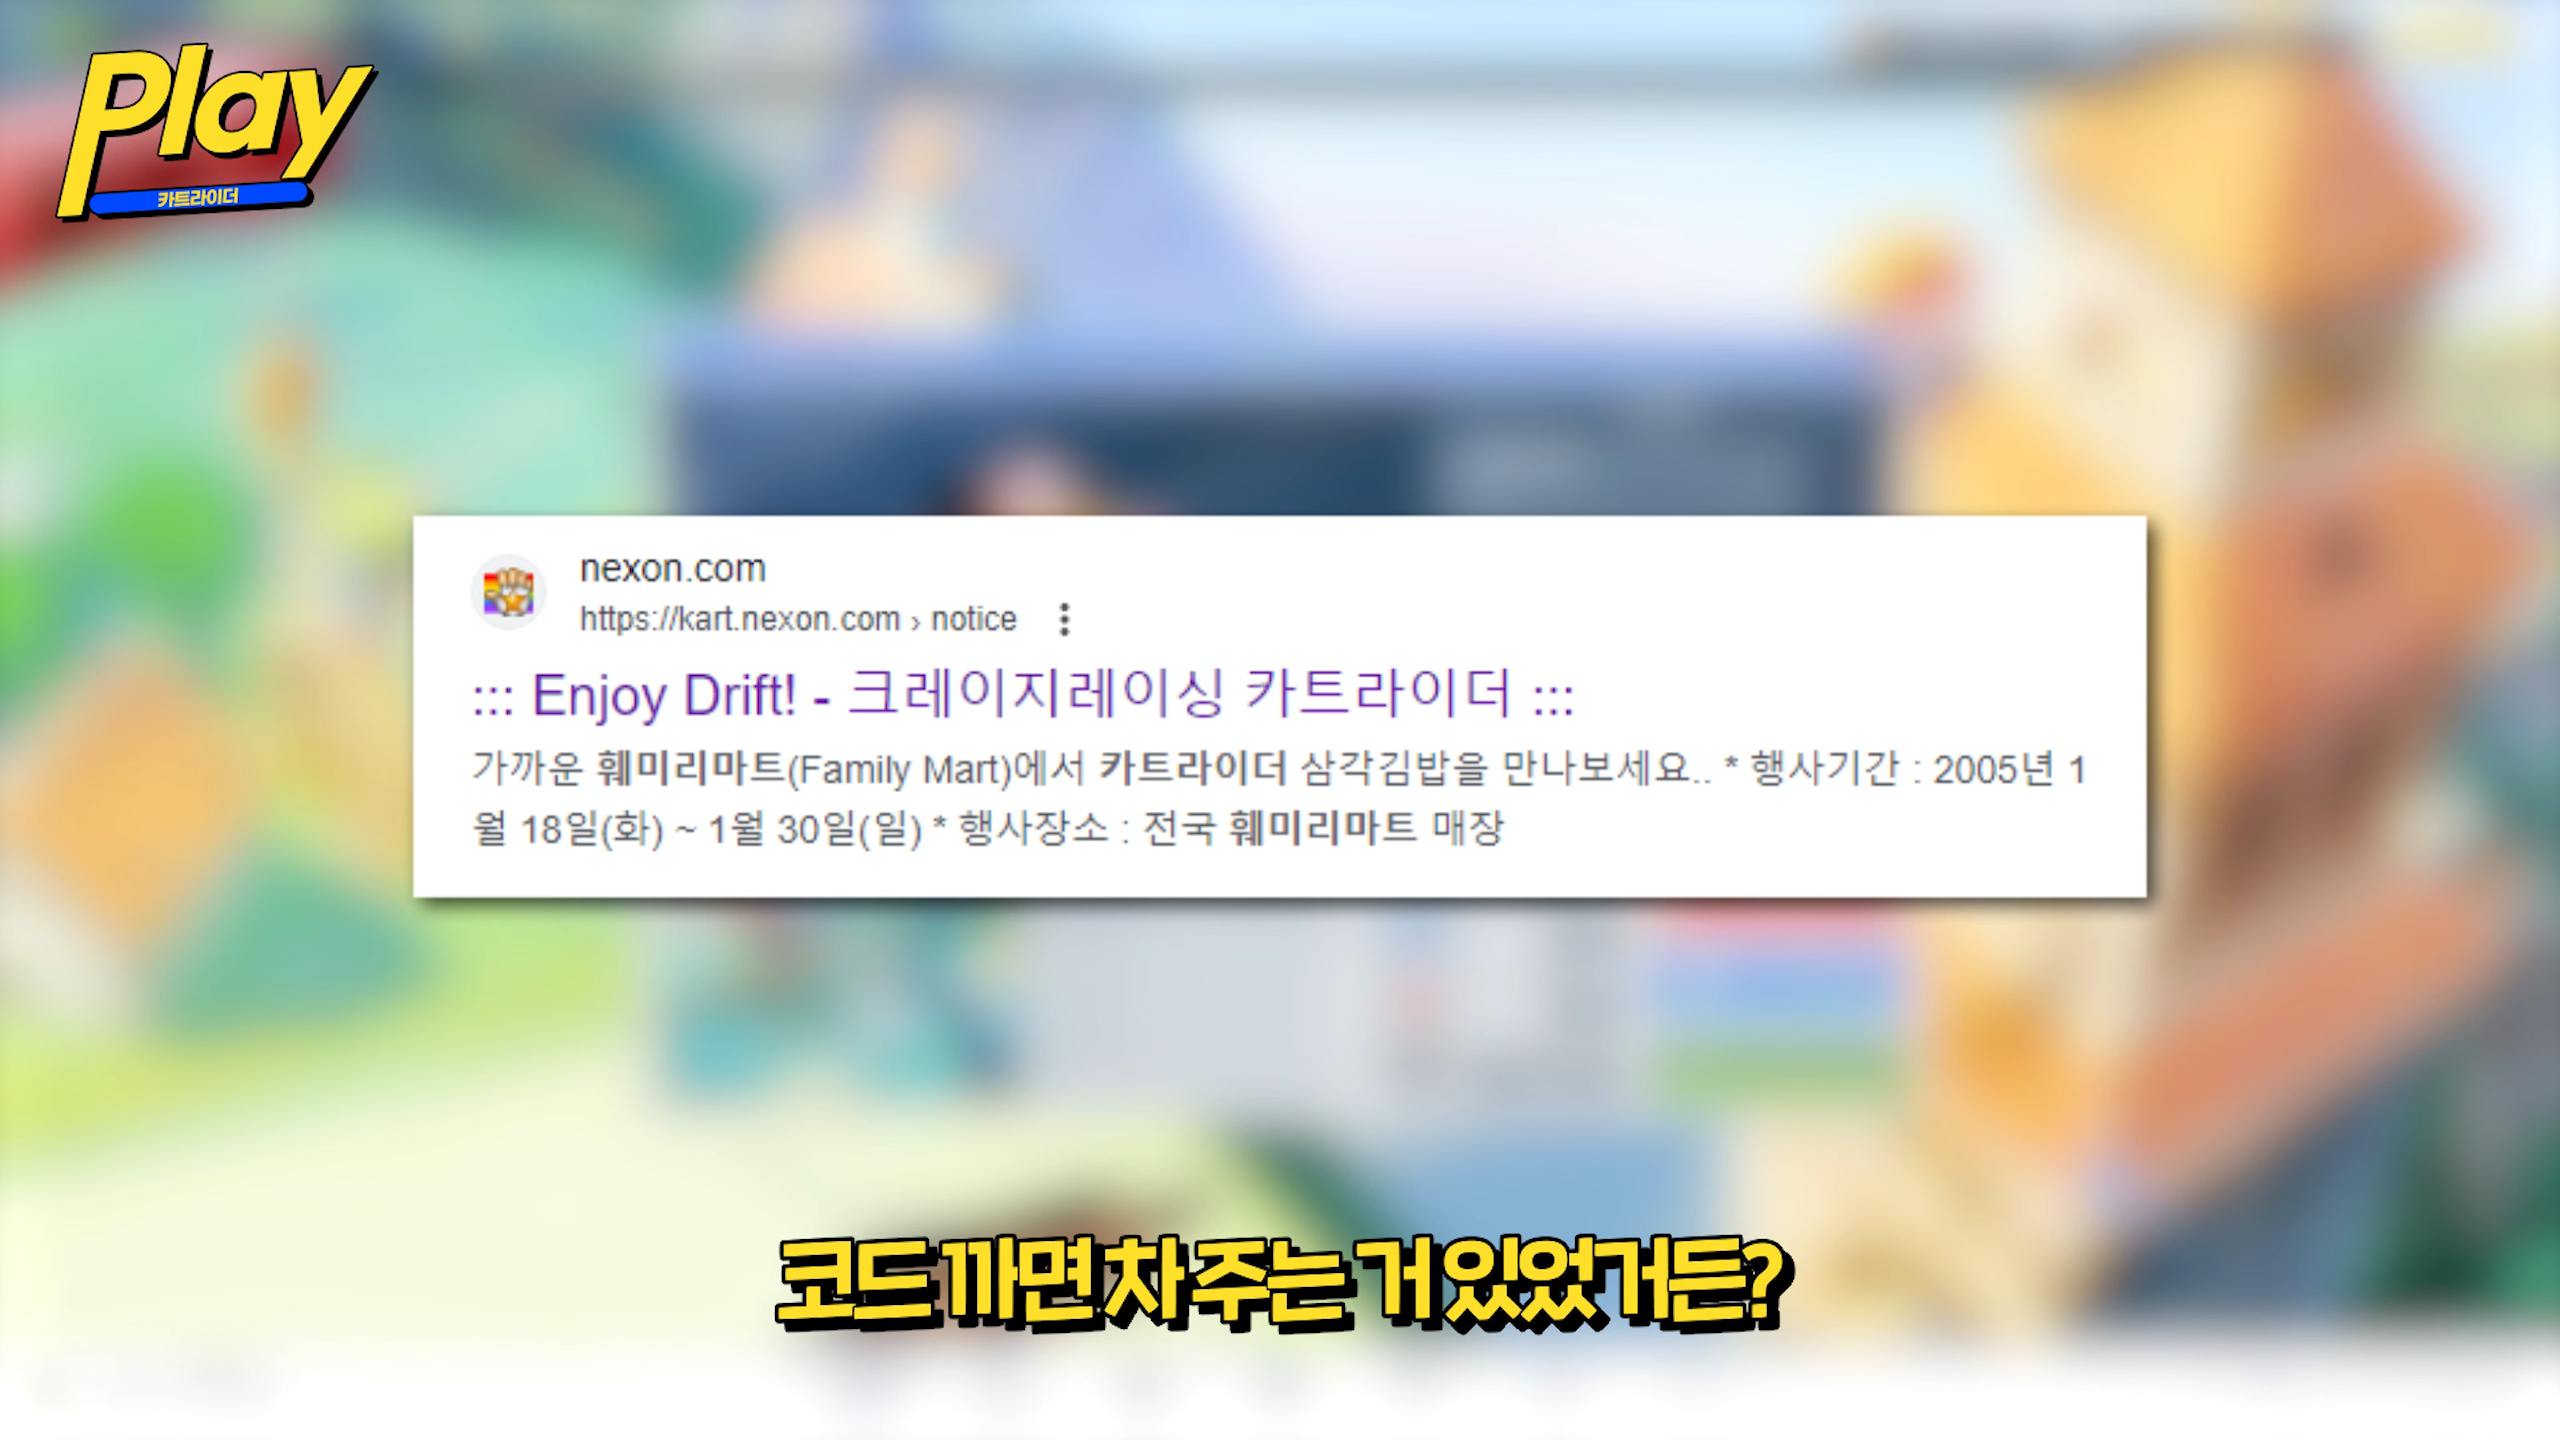 Play
카트라이더
nexon.com
https://kart.nexon.com › notice
::: Enjoy Drift! - 크레이지레이싱 카트라이더 :::
가까운 훼미리마트(Family Mart)에서 카트라이더 삼각김밥을 만나보세요.. * 행사기간 : 2005년 1
월 18일(화) ~ 1월 30일(일) * 행사장소 : 전국 훼미리마트 매장
코드 까면 차 주는 거 있었거든?